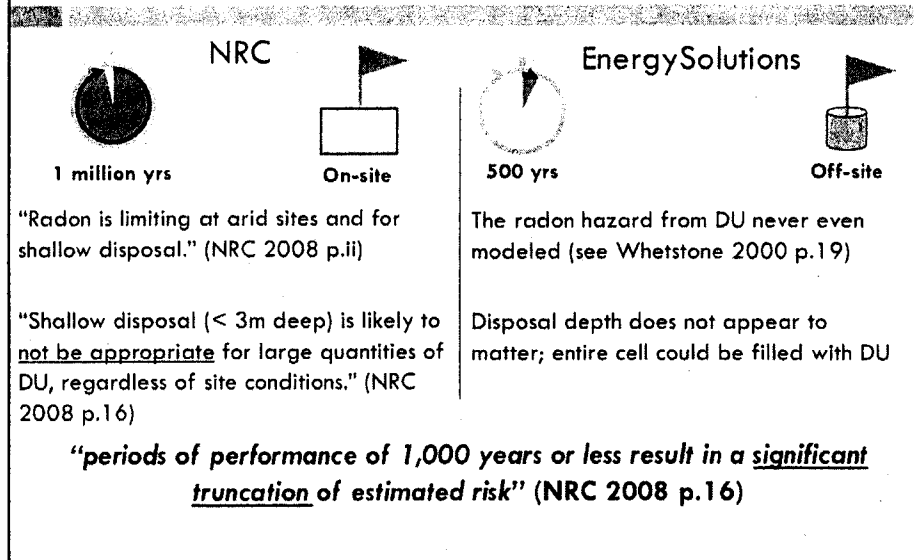 NRC
1 million yrs
On-site
"Radon is limiting at arid sites and for
shallow disposal." (NRC 2008 p.ii)
"Shallow disposal (< 3m deep) is likely to
not be appropriate for large quantities of
DU, regardless of site conditions." (NRC
2008 p.16)
EnergySolutions
500 yrs
Off-site
The radon hazard from DU never even
modeled (see Whetstone 2000 p.19)
Disposal depth does not appear to
matter; entire cell could be filled with DU
"periods of performance of 1,000 years or less result in a significant
truncation of estimated risk" (NRC 2008 p.16)